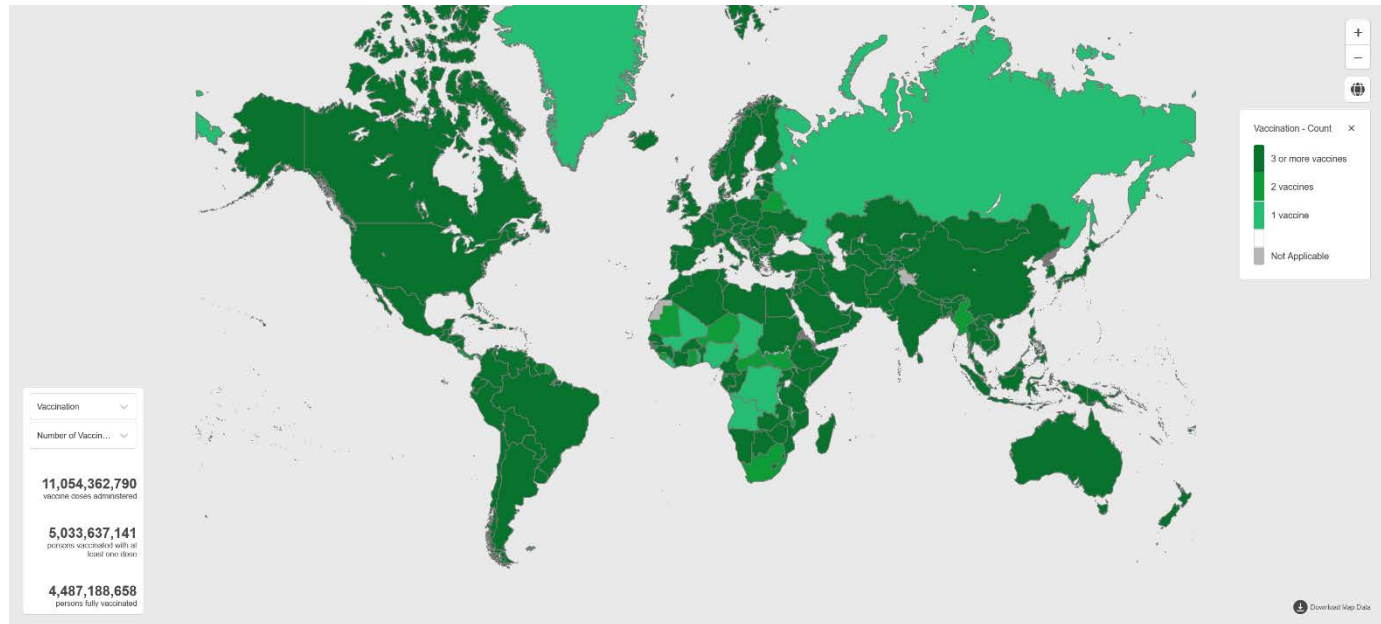 +
−
Vaccination - Count ×
3 or more vaccines
2 vaccines
1 vaccine
Not Applicable
Vaccination
Number of Vaccin...
11,054,362,790
vaccine doses administered
5,033,637,141
persons vaccinated with at
least one dose
4,487,188,658
persons fully vaccinated
Download Map Data